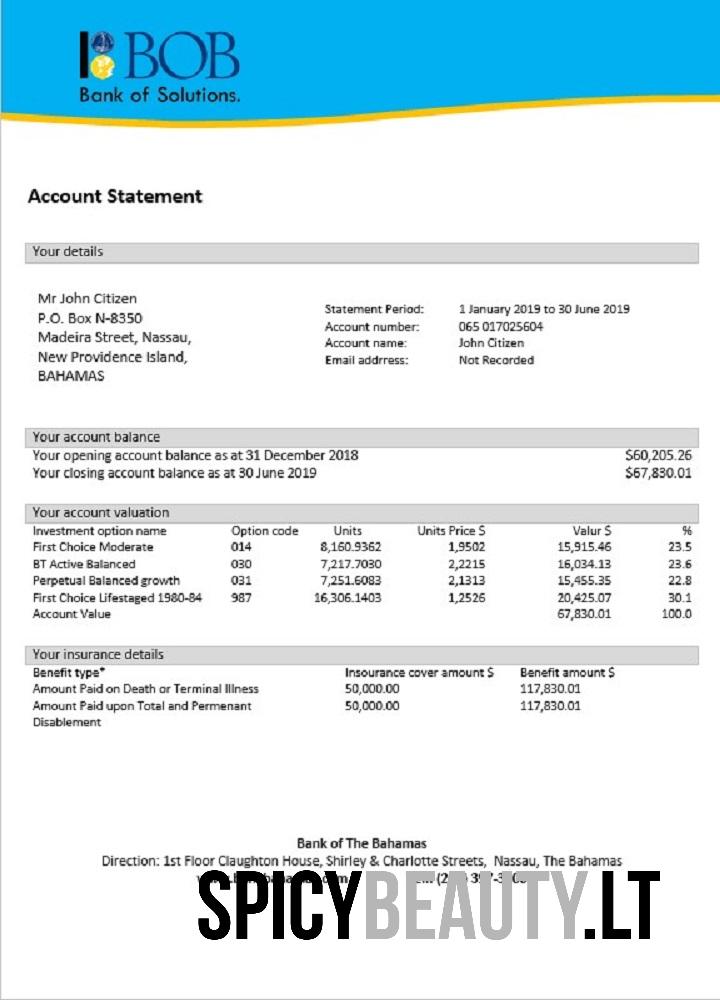 BOB
Bank of Solutions.
Account Statement
Your details
Mr John Citizen
P.O. Box N-8350
Madeira Street, Nassau,
New Providence Island,
BAHAMAS
Statement Period: 1 January 2019 to 30 June 2019
Account number: 065 017025604
Account name: John Citizen
Email addrress: Not Recorded
Your account balance
Your opening account balance as at 31 December 2018 $60,205.26
Your closing account balance as at 30 June 2019 $67,830.01
Your account valuation
Investment option name Option code Units Units Price $ Valur $ %
First Choice Moderate 014 8,160.9362 1,9502 15,915.46 23.5
BT Active Balanced 030 7,217.7030 2,2215 16,034.13 23.6
Perpetual Balanced growth 031 7,251.6083 2,1313 15,455.35 22.8
First Choice Lifestaged 1980-84 987 16,306.1403 1,2526 20,425.07 30.1
Account Value 67,830.01 100.0
Your insurance details
Benefit type* Insourance cover amount $ Benefit amount $
Amount Paid on Death or Terminal Illness 50,000.00 117,830.01
Amount Paid upon Total and Permenant 50,000.00 117,830.01
Disablement
Bank of The Bahamas
Direction: 1st Floor Claughton House, Shirley & Charlotte Streets, Nassau, The Bahamas
SPICYBEAUTY.LT